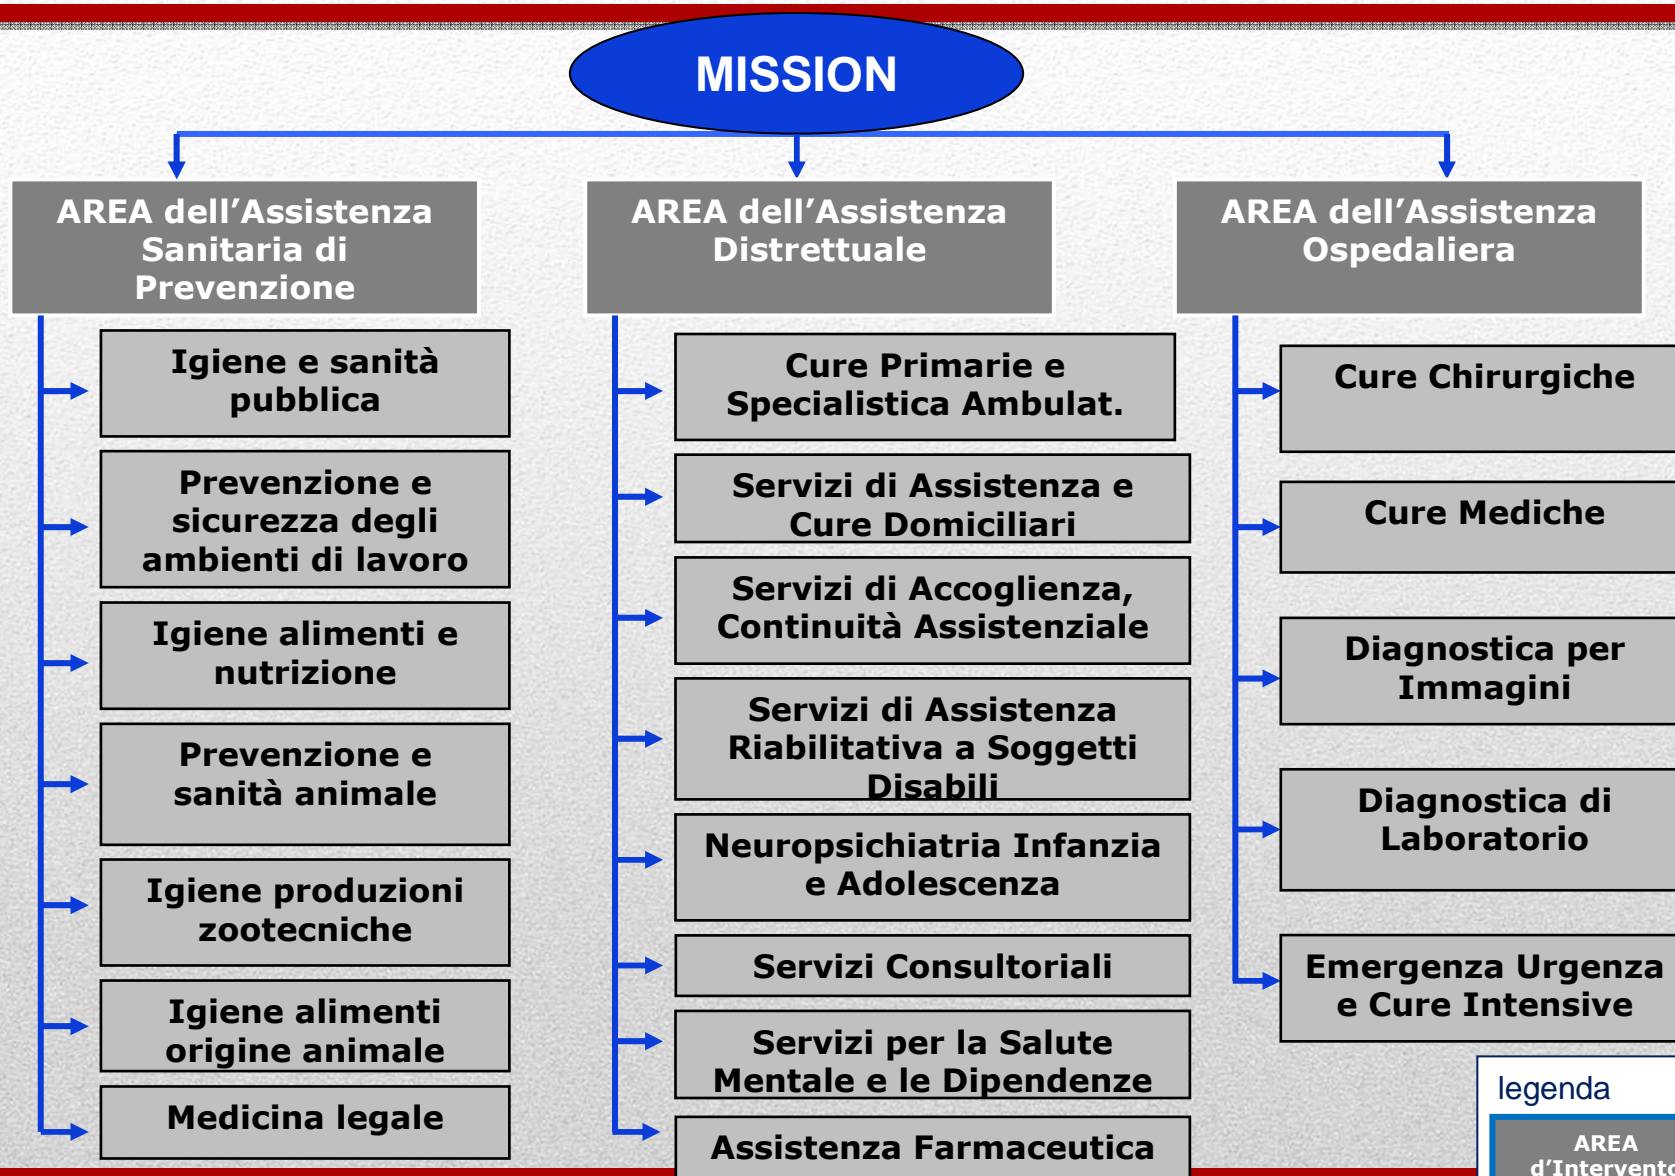 MISSION
AREA dell’Assistenza
Sanitaria di
Prevenzione
Igiene e sanità
pubblica
Prevenzione e
sicurezza degli
ambienti di lavoro
Igiene alimenti e
nutrizione
Prevenzione e
sanità animale
Igiene produzioni
zootecniche
Igiene alimenti
origine animale
Medicina legale
AREA dell’Assistenza
Distrettuale
Cure Primarie e
Specialistica Ambulat.
Servizi di Assistenza e
Cure Domiciliari
Servizi di Accoglienza,
Continuità Assistenziale
Servizi di Assistenza
Riabilitativa a Soggetti
Disabili
Neuropsichiatria Infanzia
e Adolescenza
Servizi Consultoriali
Servizi per la Salute
Mentale e le Dipendenze
Assistenza Farmaceutica
AREA dell’Assistenza
Ospedaliera
Cure Chirurgiche
Cure Mediche
Diagnostica per
Immagini
Diagnostica di
Laboratorio
Emergenza Urgenza
e Cure Intensive
legenda
AREA
d’Intervento